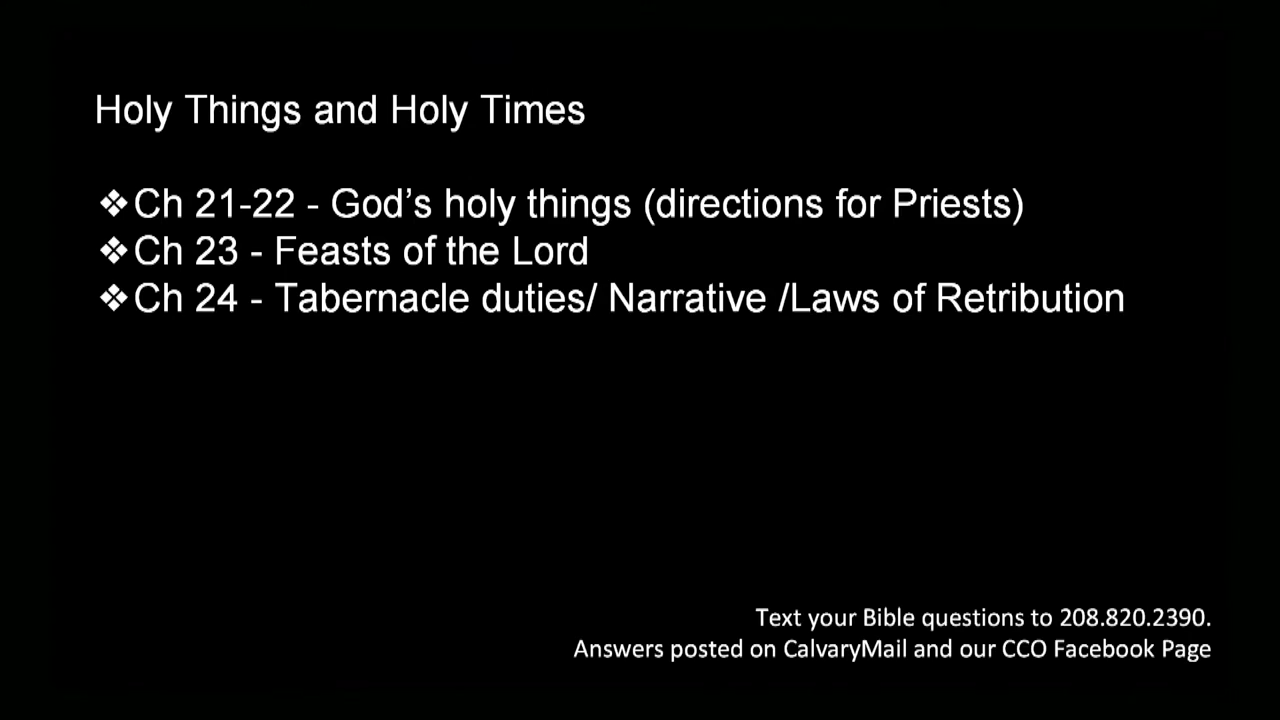 Holy Things and Holy Times
❖Ch 21-22 - God’s holy things (directions for Priests)
❖Ch 23 - Feasts of the Lord
❖Ch 24 - Tabernacle duties/ Narrative /Laws of Retribution
Text your Bible questions to 208.820.2390.
Answers posted on CalvaryMail and our CCO Facebook Page